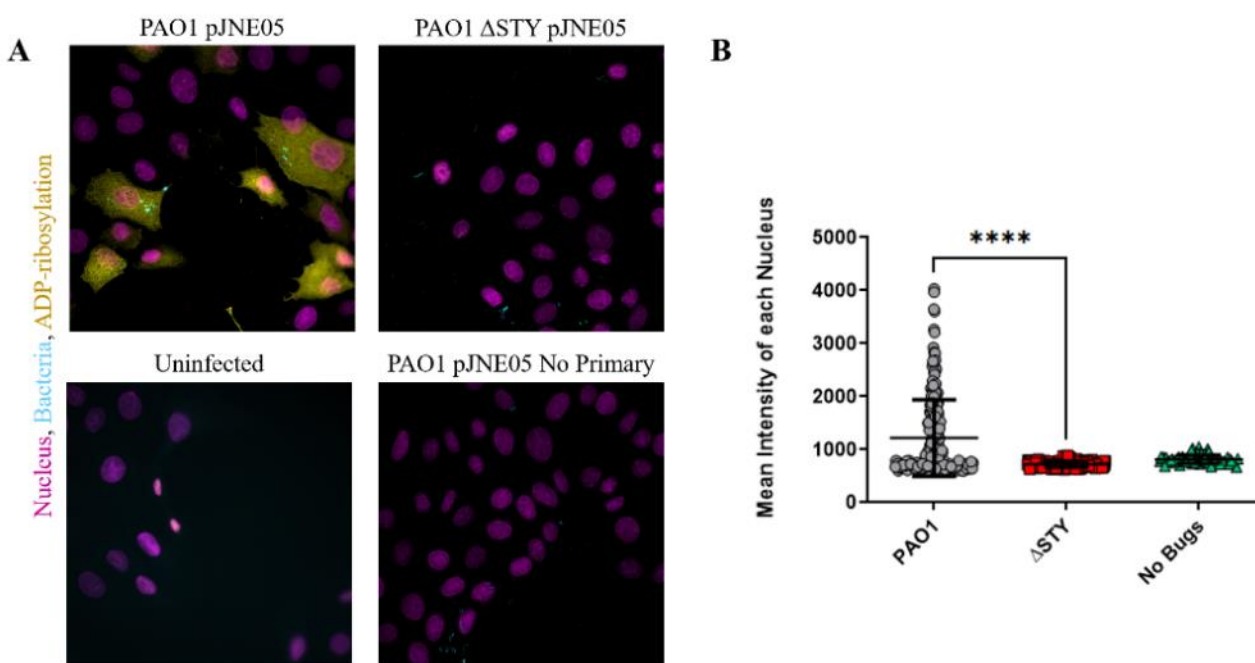 A
PAO1 pJNE05
PAO1 ΔSTY pJNE05
Uninfected
PAO1 pJNE05 No Primary
Nucleus, Bacteria, ADP-ribosylation
B
****
Mean Intensity of each Nucleus
5000
4000
3000
2000
1000
0
PAO1
ΔSTY
No Bugs